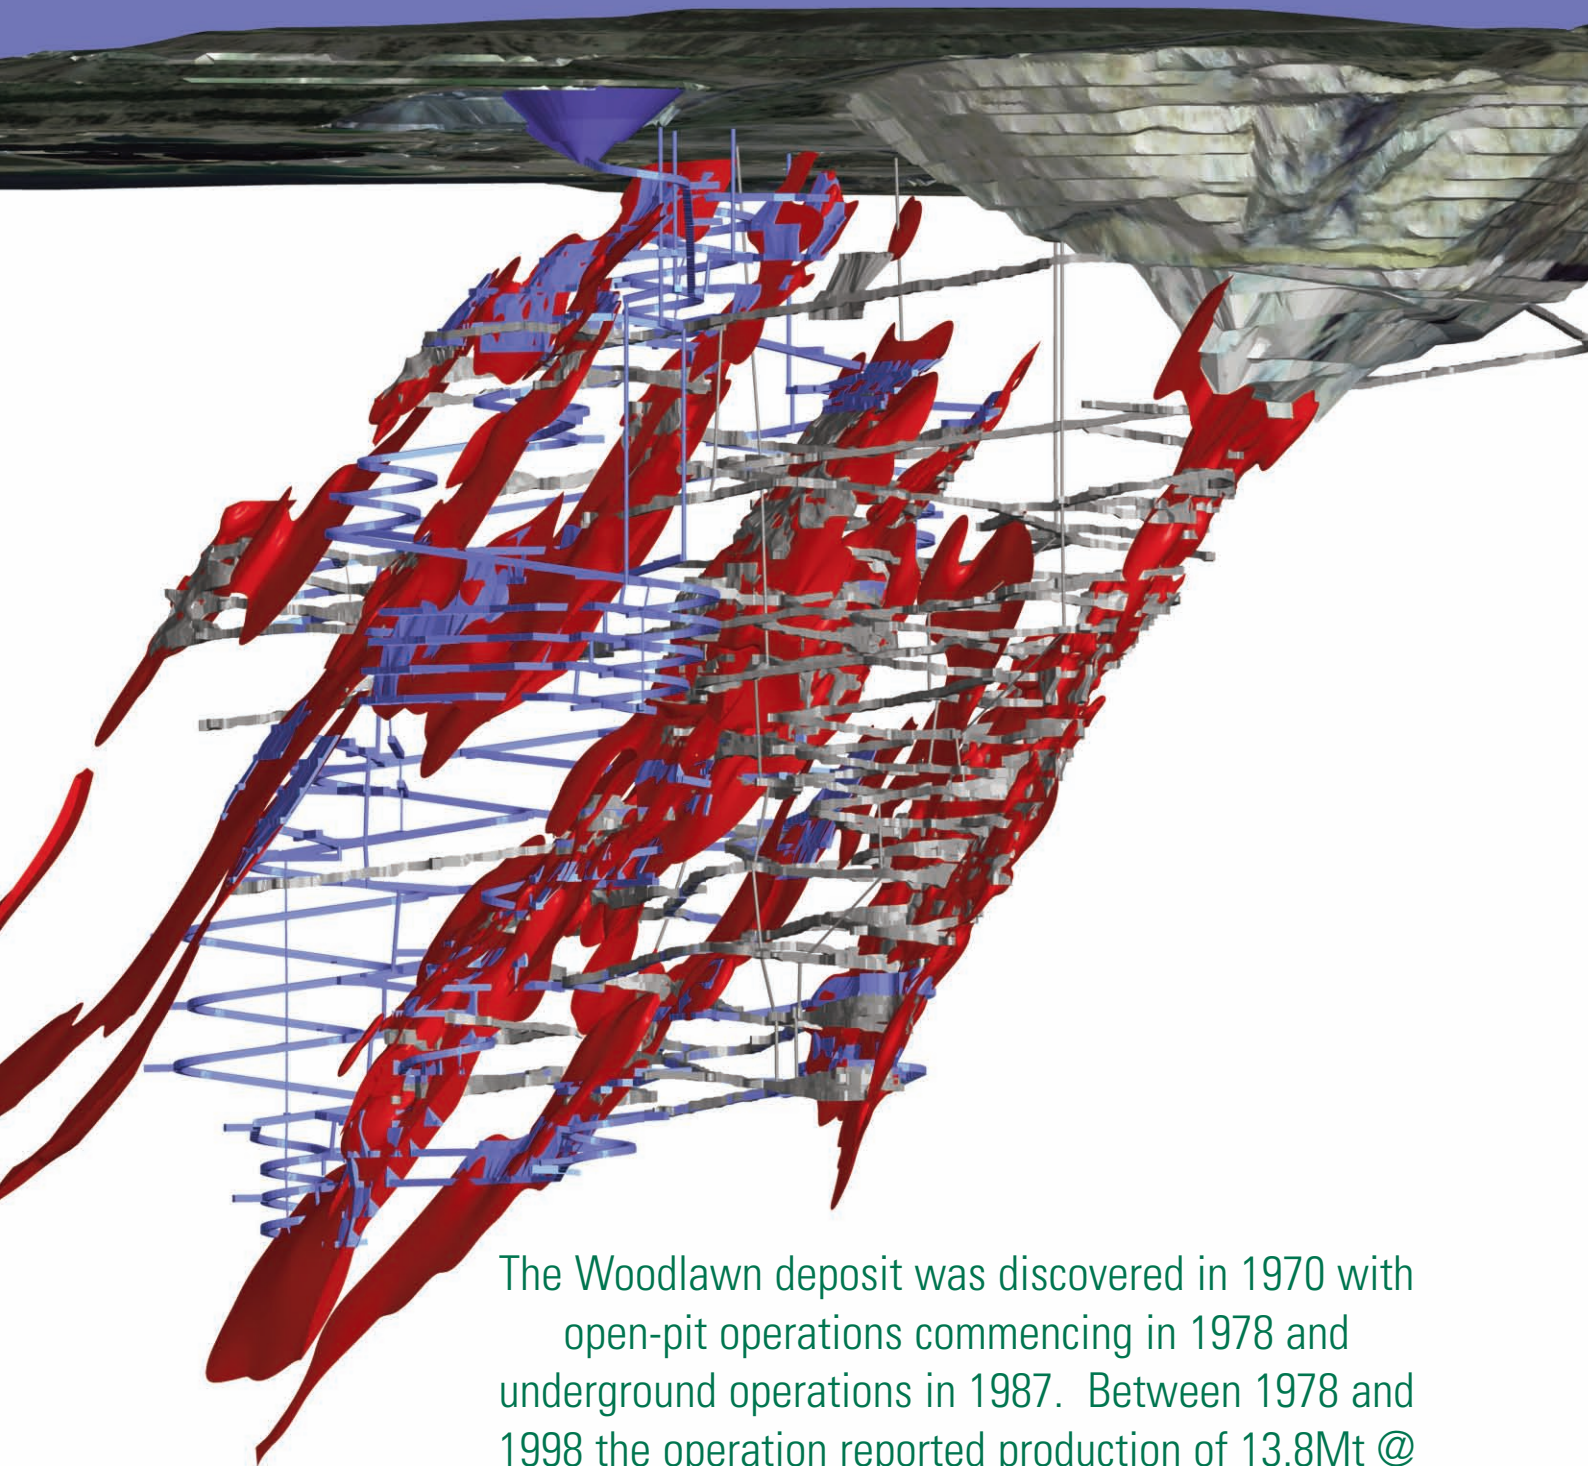 The Woodlawn deposit was discovered in 1970 with
open-pit operations commencing in 1978 and
underground operations in 1987.  Between 1978 and
1998 the operation reported production of 13.8Mt @